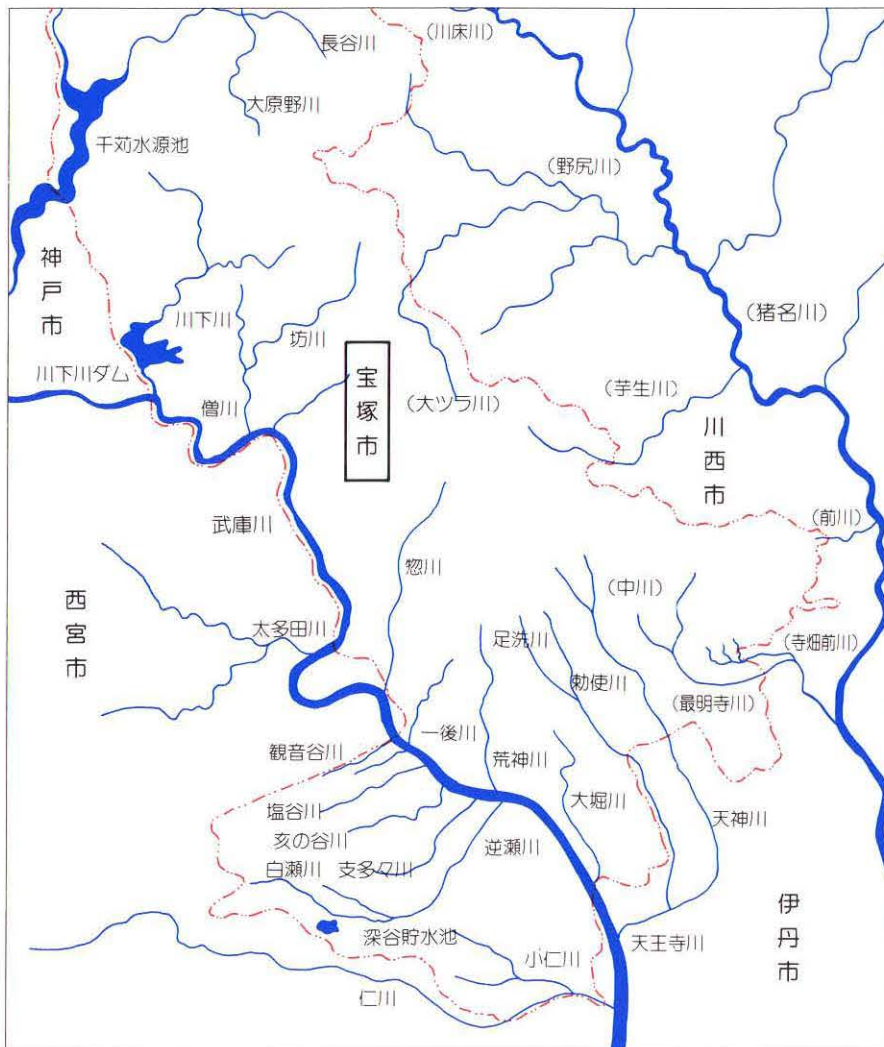 長谷川
（川床川）
大原野川
千苅水源池
（野尻川）
神戸市
川下川
坊川
（猪名川）
川下川ダム
宝塚市
（芋生川）
（大ツラ川）
僧川
川西市
武庫川
（前川）
惣川
西宮市
（中川）
太多田川
足洗川
（寺畑前川）
勅使川
（最明寺川）
一後川
観音谷川
荒神川
塩谷川
大堀川
天神川
亥の谷川
逆瀬川
白瀬川
支多々川
伊丹市
深谷貯水池
小仁川
天王寺川
仁川